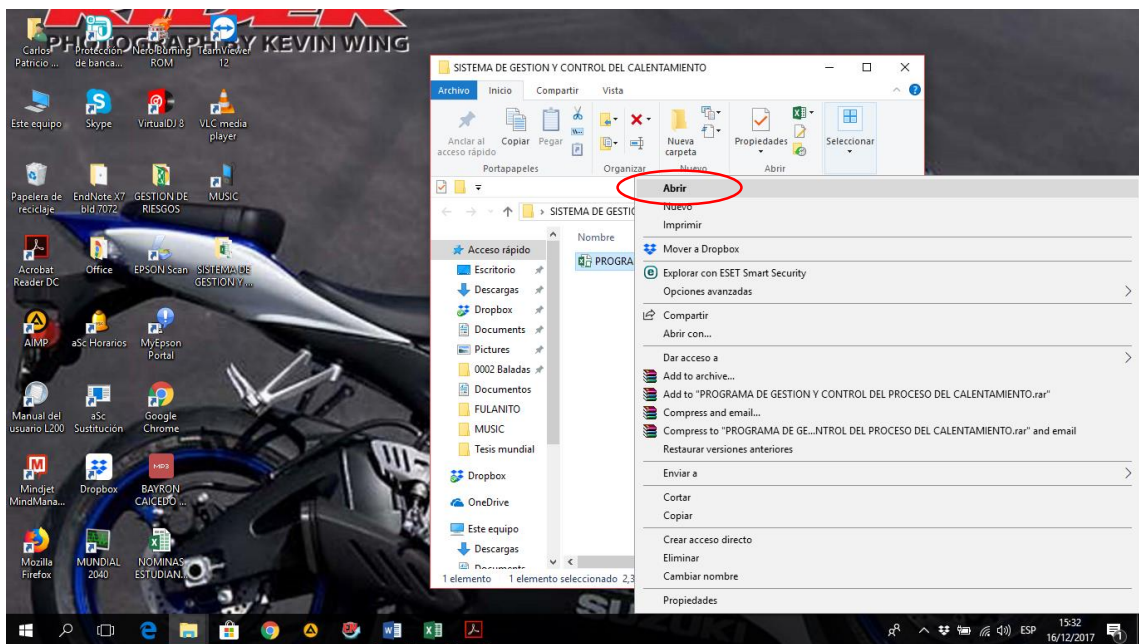 PHOTOGRAPH BY KEVIN WING
Carlos Patricio ...
Protección de banca...
Nero Burning ROM
TeamViewer 12
Este equipo
Skype
VirtualDJ 8
VLC media player
Papelera de reciclaje
EndNote X7 bld 7072
GESTION DE RIESGOS
MUSIC
Acrobat Reader DC
Office
EPSON Scan
SISTEMA DE GESTION Y ...
AIMP
aSc Horarios
MyEpson Portal
Manual del usuario L200
aSc Sustitución
Google Chrome
Mindjet MindMana...
Dropbox
BAYRON CAICEDO ...
Mozilla Firefox
MUNDIAL 2040
NOMINAS ESTUDIAN...
SISTEMA DE GESTION Y CONTROL DEL CALENTAMIENTO
Archivo Inicio Compartir Vista
Anclar al acceso rápido
Copiar
Pegar
Nueva carpeta
Propiedades
Seleccionar
Portapapeles Organizar Nuevo Abrir
SISTEMA DE GESTIO
Nombre
PROGRA
Acceso rápido
Escritorio
Descargas
Dropbox
Documents
Pictures
0002 Baladas
Documentos
FULANITO
MUSIC
Tesis mundial
Dropbox
OneDrive
Este equipo
Descargas
Documents
1 elemento 1 elemento seleccionado 2,3
Abrir
Nuevo
Imprimir
Mover a Dropbox
Explorar con ESET Smart Security
Opciones avanzadas
Compartir
Abrir con...
Dar acceso a
Add to archive...
Add to "PROGRAMA DE GESTION Y CONTROL DEL PROCESO DEL CALENTAMIENTO.rar"
Compress and email...
Compress to "PROGRAMA DE GE...NTROL DEL PROCESO DEL CALENTAMIENTO.rar" and email
Restaurar versiones anteriores
Enviar a
Cortar
Copiar
Crear acceso directo
Eliminar
Cambiar nombre
Propiedades
ESP
15:32
16/12/2017